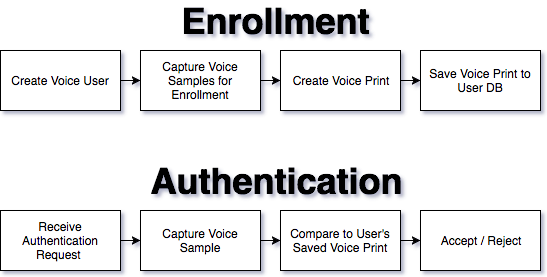 Enrollment
Create Voice User
Capture Voice
Samples for
Enrollment
Create Voice Print
Save Voice Print to
User DB
Authentication
Receive
Authentication
Request
Capture Voice
Sample
Compare to User's
Saved Voice Print
Accept / Reject